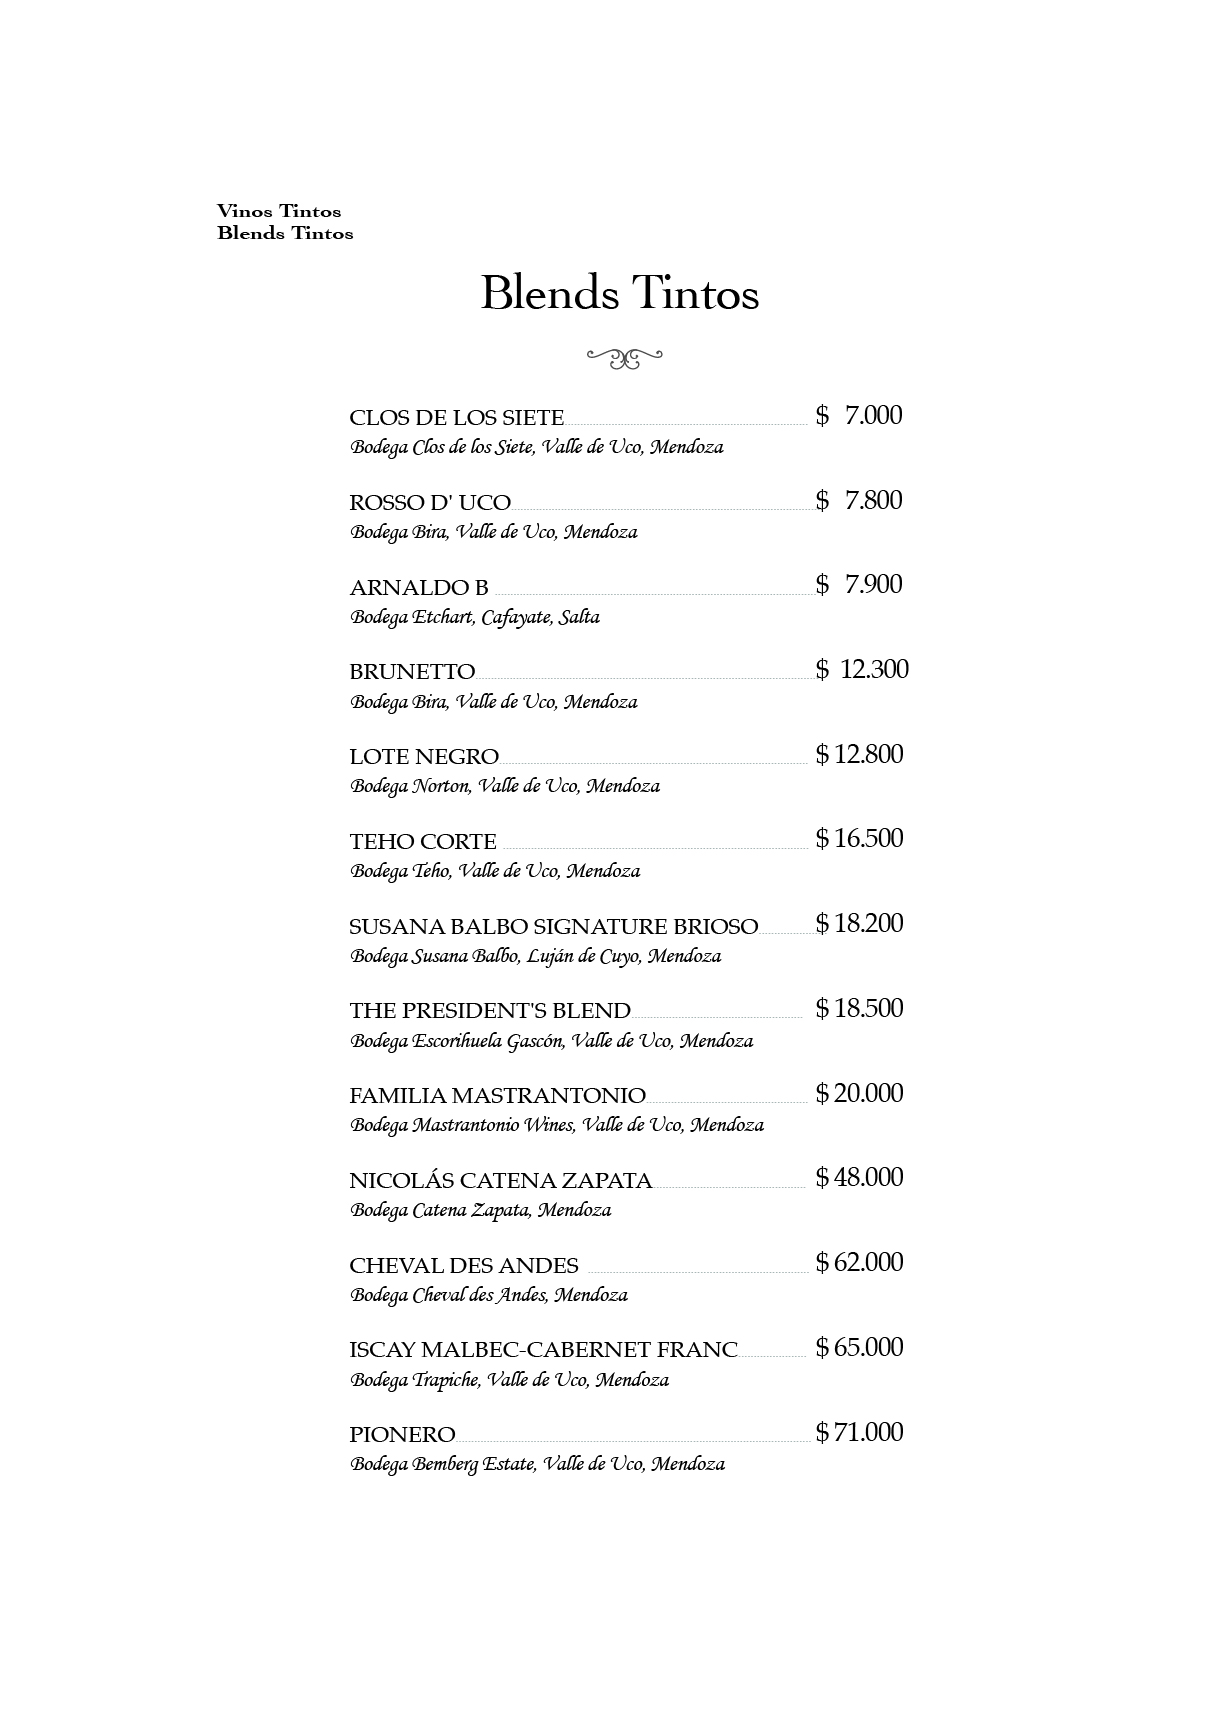 Vinos Tintos
Blends Tintos
Blends Tintos
CLOS DE LOS SIETE $ 7.000
Bodega Clos de los Siete, Valle de Uco, Mendoza
ROSSO D' UCO $ 7.800
Bodega Bira, Valle de Uco, Mendoza
ARNALDO B $ 7.900
Bodega Etchart, Cafayate, Salta
BRUNETTO $ 12.300
Bodega Bira, Valle de Uco, Mendoza
LOTE NEGRO $ 12.800
Bodega Norton, Valle de Uco, Mendoza
TEHO CORTE $ 16.500
Bodega Teho, Valle de Uco, Mendoza
SUSANA BALBO SIGNATURE BRIOSO $ 18.200
Bodega Susana Balbo, Luján de Cuyo, Mendoza
THE PRESIDENT'S BLEND $ 18.500
Bodega Escorihuela Gascón, Valle de Uco, Mendoza
FAMILIA MASTRANTONIO $ 20.000
Bodega Mastrantonio Wines, Valle de Uco, Mendoza
NICOLÁS CATENA ZAPATA $ 48.000
Bodega Catena Zapata, Mendoza
CHEVAL DES ANDES $ 62.000
Bodega Cheval des Andes, Mendoza
ISCAY MALBEC-CABERNET FRANC $ 65.000
Bodega Trapiche, Valle de Uco, Mendoza
PIONERO $ 71.000
Bodega Bemberg Estate, Valle de Uco, Mendoza